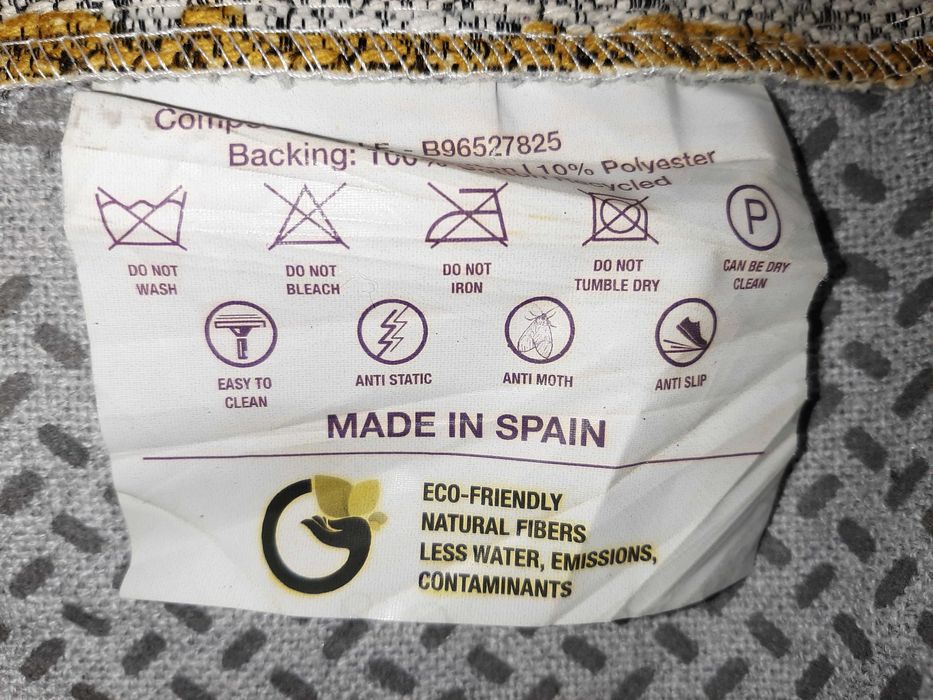 B96527825
Backing:
10% Polyester
P
DO NOT WASH
DO NOT BLEACH
DO NOT IRON
DO NOT TUMBLE DRY
CAN BE DRY CLEAN
EASY TO CLEAN
ANTI STATIC
ANTI MOTH
ANTI SLIP
MADE IN SPAIN
ECO-FRIENDLY
NATURAL FIBERS
LESS WATER, EMISSIONS,
CONTAMINANTS